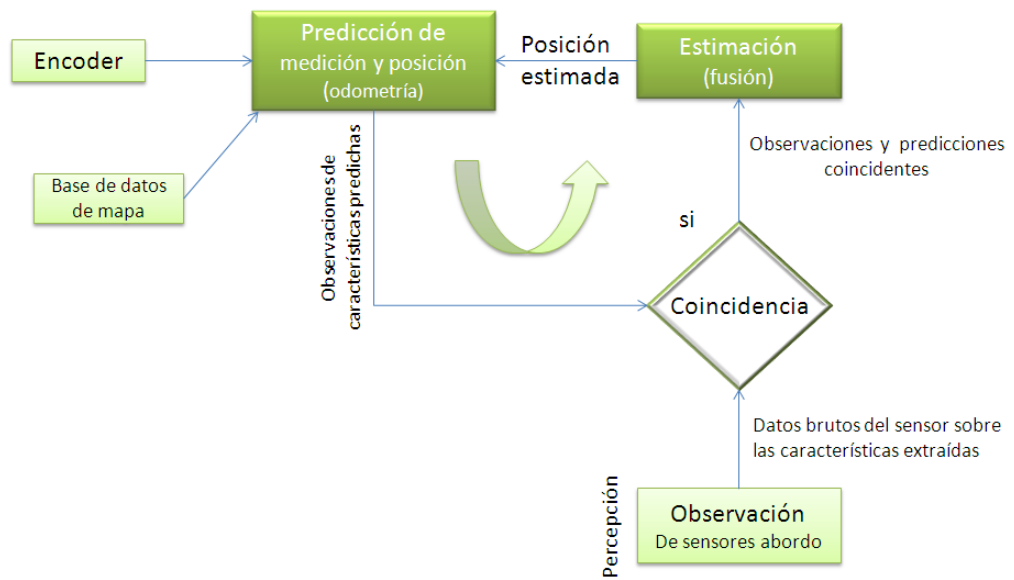 Encoder
Predicción de
medición y posición
(odometría)
Posición
estimada
Estimación
(fusión)
Base de datos
de mapa
Observaciones de
características predichas
Observaciones y predicciones
coincidentes
si
Coincidencia
Datos brutos del sensor sobre
las características extraídas
Percepción
Observación
De sensores abordo